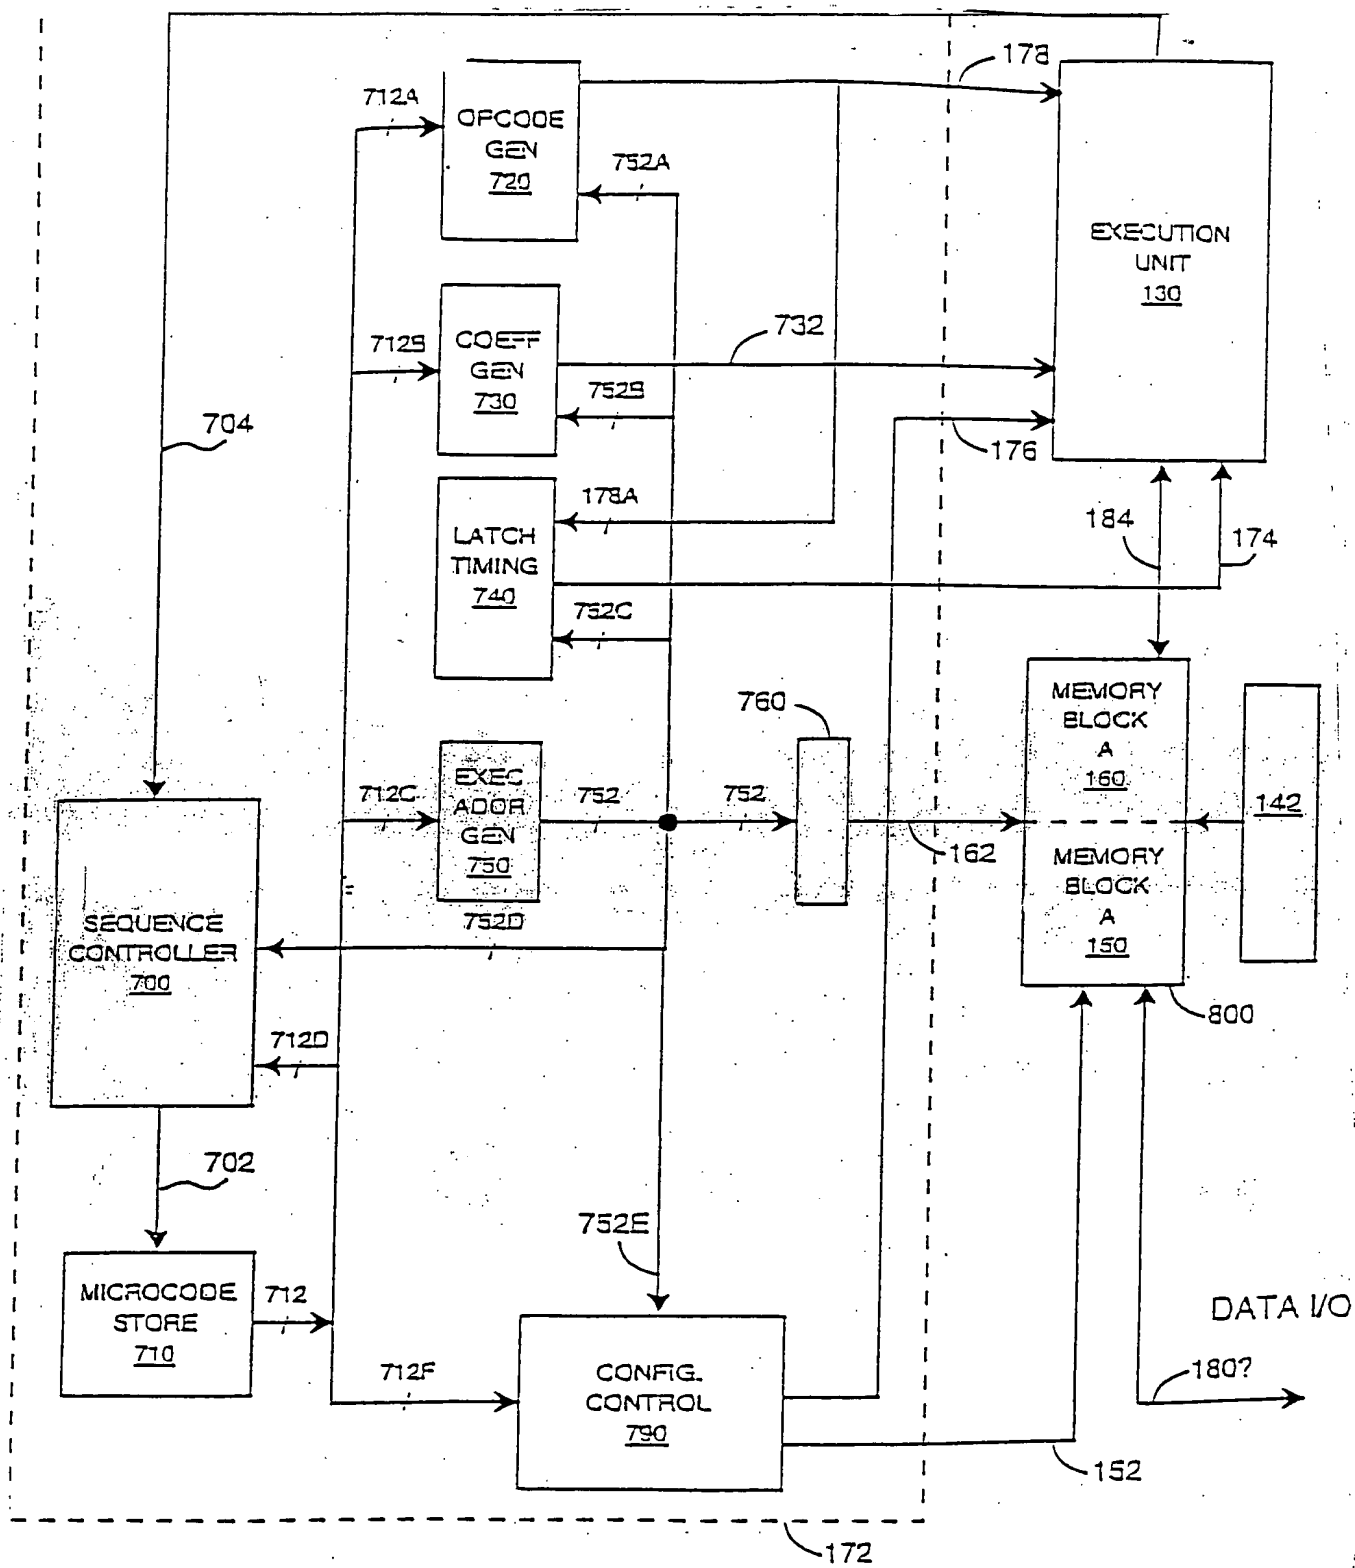 178
712A
OPCODE
GEN
720
752A
EXECUTION
UNIT
130
732
712B
COEFF
GEN
730
752B
704
176
178A
LATCH
TIMING
740
184
174
752C
760
MEMORY
BLOCK
A
160
142
712C
EXEC
ADDR
GEN
750
752
752
162
MEMORY
BLOCK
A
150
752D
SEQUENCE
CONTROLLER
700
800
712D
702
752E
MICROCODE
STORE
710
712
DATA I/O
712F
CONFIG.
CONTROL
790
180?
152
172